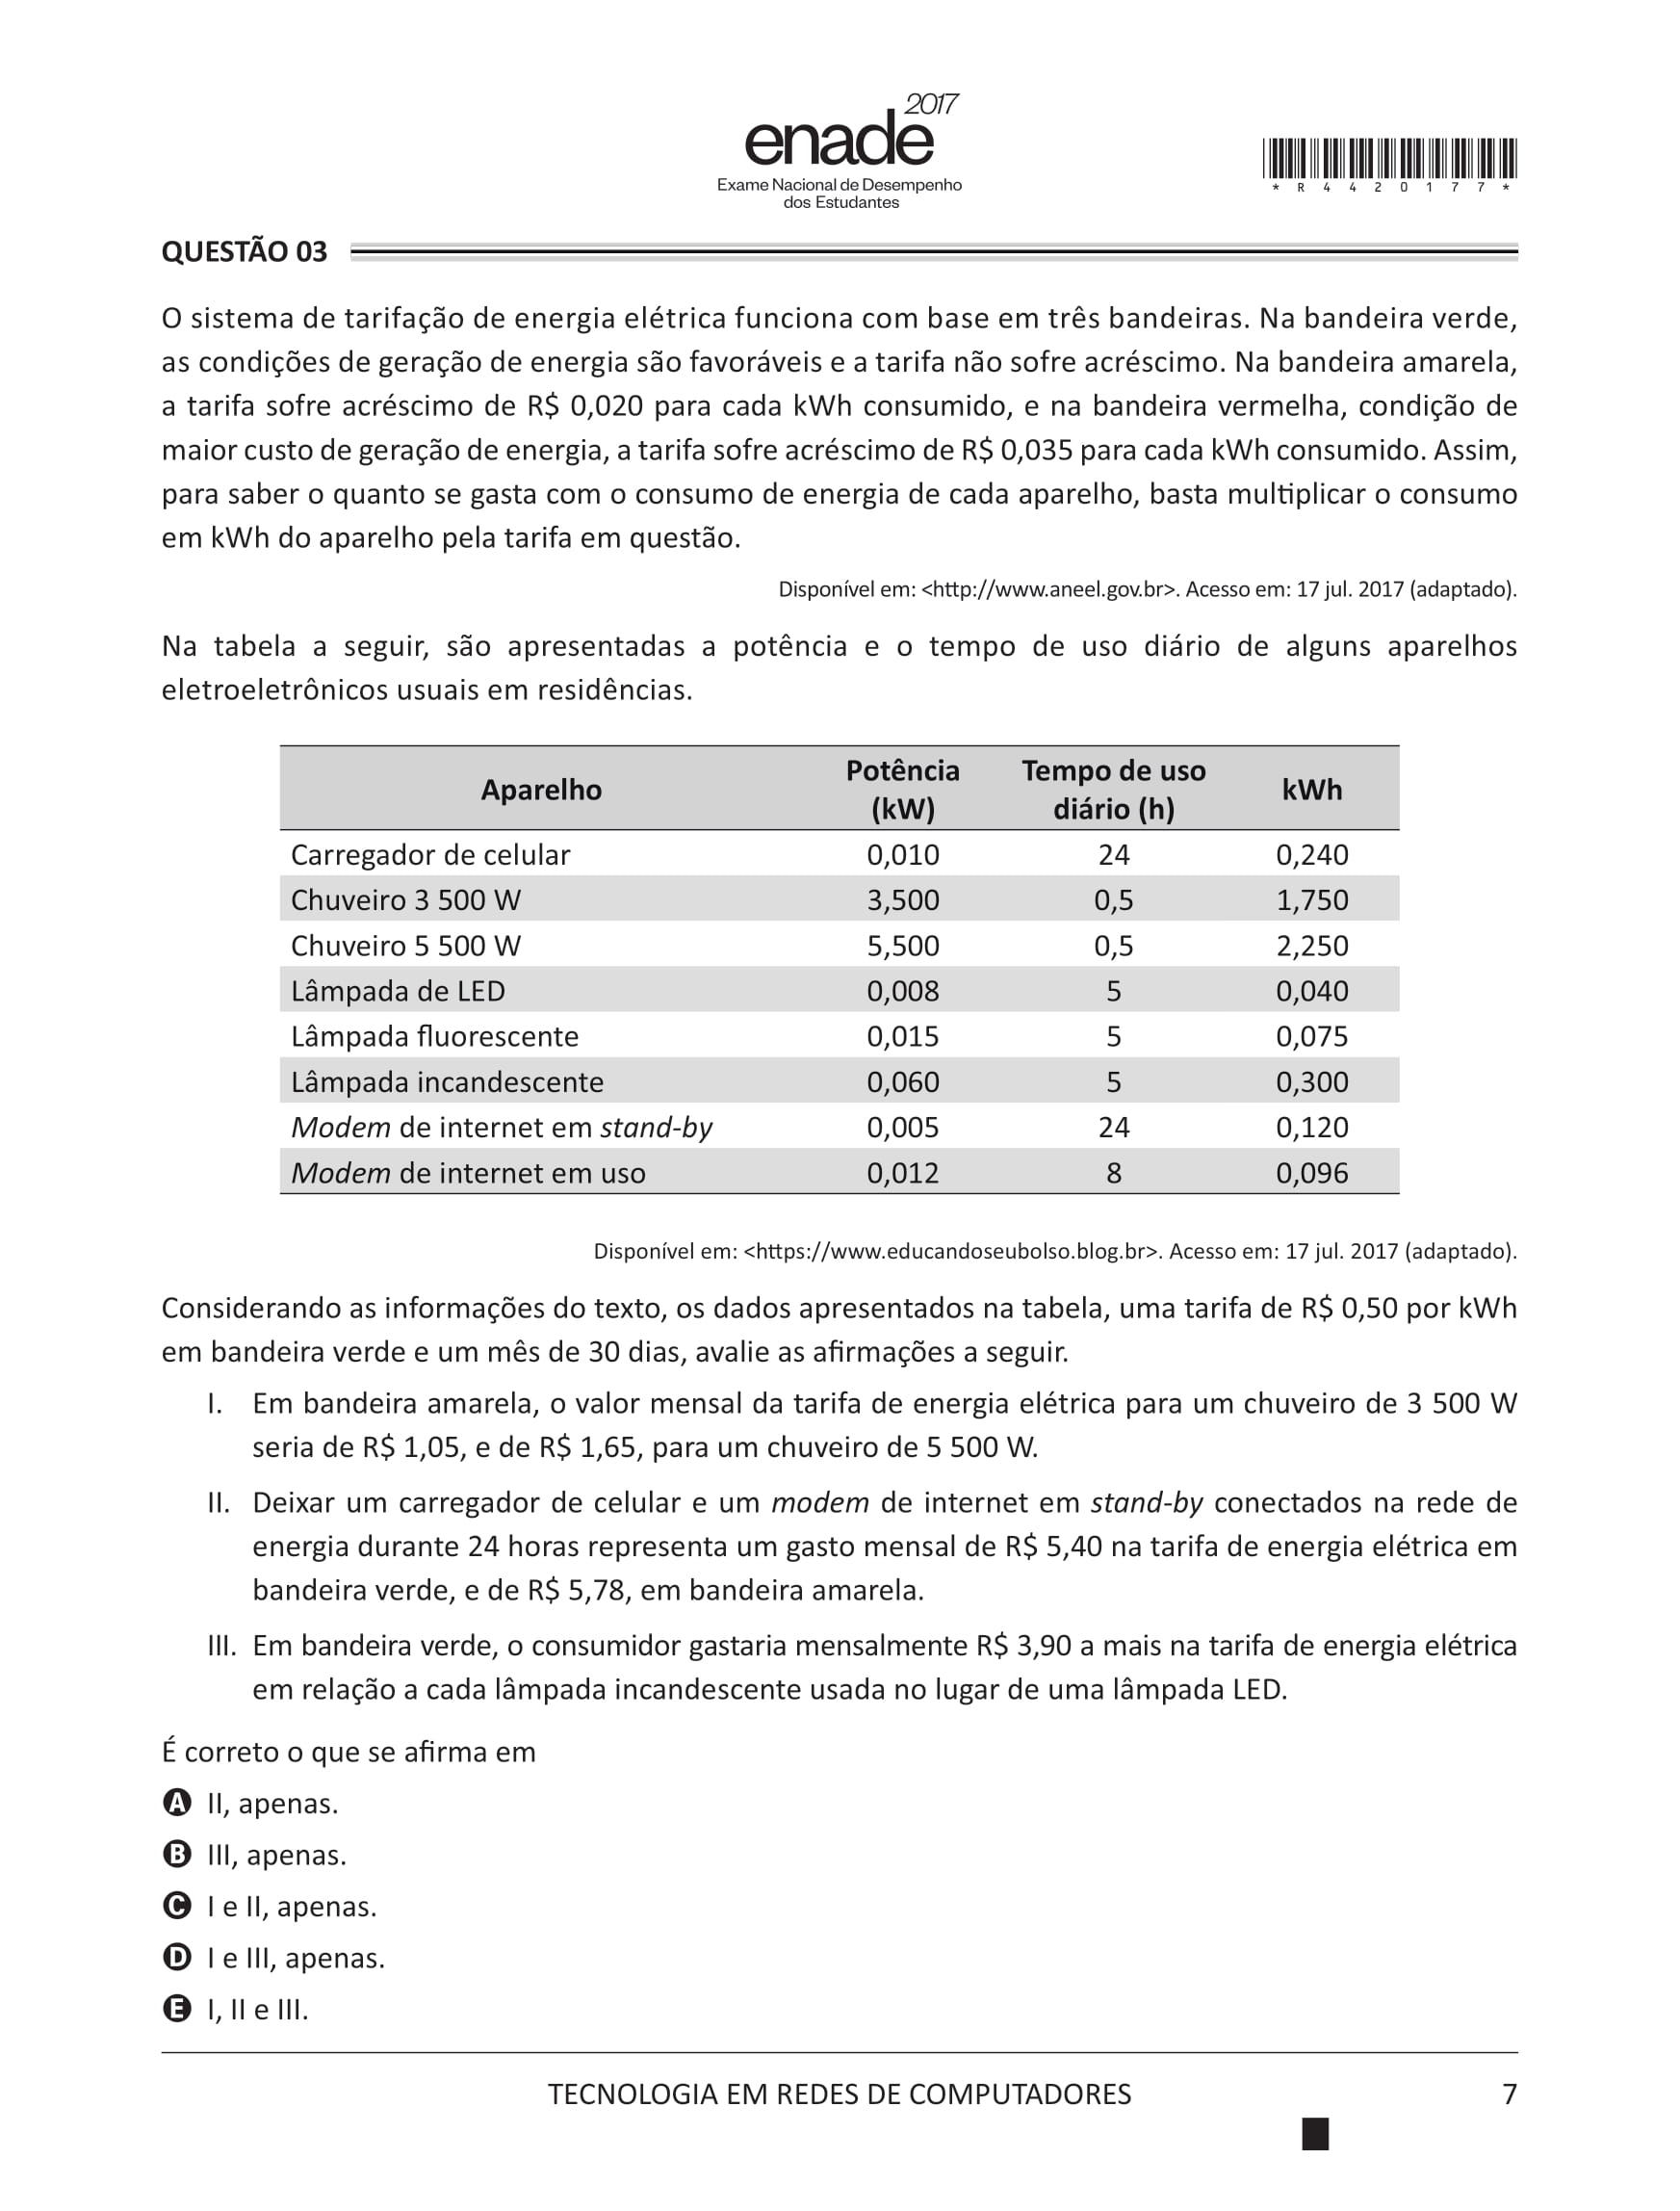 2017
enade
Exame Nacional de Desempenho
dos Estudantes
* R 4 4 2 0 1 7 7 *
QUESTÃO 03
O sistema de tarifação de energia elétrica funciona com base em três bandeiras. Na bandeira verde,
as condições de geração de energia são favoráveis e a tarifa não sofre acréscimo. Na bandeira amarela,
a tarifa sofre acréscimo de R$ 0,020 para cada kWh consumido, e na bandeira vermelha, condição de
maior custo de geração de energia, a tarifa sofre acréscimo de R$ 0,035 para cada kWh consumido. Assim,
para saber o quanto se gasta com o consumo de energia de cada aparelho, basta multiplicar o consumo
em kWh do aparelho pela tarifa em questão.
Disponível em: <http://www.aneel.gov.br>. Acesso em: 17 jul. 2017 (adaptado).
Na tabela a seguir, são apresentadas a potência e o tempo de uso diário de alguns aparelhos
eletroeletrônicos usuais em residências.
Aparelho Potência (kW) Tempo de uso diário (h) kWh
Carregador de celular 0,010 24 0,240
Chuveiro 3 500 W 3,500 0,5 1,750
Chuveiro 5 500 W 5,500 0,5 2,250
Lâmpada de LED 0,008 5 0,040
Lâmpada fluorescente 0,015 5 0,075
Lâmpada incandescente 0,060 5 0,300
Modem de internet em stand-by 0,005 24 0,120
Modem de internet em uso 0,012 8 0,096
Disponível em: <https://www.educandoseubolso.blog.br>. Acesso em: 17 jul. 2017 (adaptado).
Considerando as informações do texto, os dados apresentados na tabela, uma tarifa de R$ 0,50 por kWh
em bandeira verde e um mês de 30 dias, avalie as afirmações a seguir.
I. Em bandeira amarela, o valor mensal da tarifa de energia elétrica para um chuveiro de 3 500 W
seria de R$ 1,05, e de R$ 1,65, para um chuveiro de 5 500 W.
II. Deixar um carregador de celular e um modem de internet em stand-by conectados na rede de
energia durante 24 horas representa um gasto mensal de R$ 5,40 na tarifa de energia elétrica em
bandeira verde, e de R$ 5,78, em bandeira amarela.
III. Em bandeira verde, o consumidor gastaria mensalmente R$ 3,90 a mais na tarifa de energia elétrica
em relação a cada lâmpada incandescente usada no lugar de uma lâmpada LED.
É correto o que se afirma em
A II, apenas.
B III, apenas.
C I e II, apenas.
D I e III, apenas.
E I, II e III.
TECNOLOGIA EM REDES DE COMPUTADORES 7